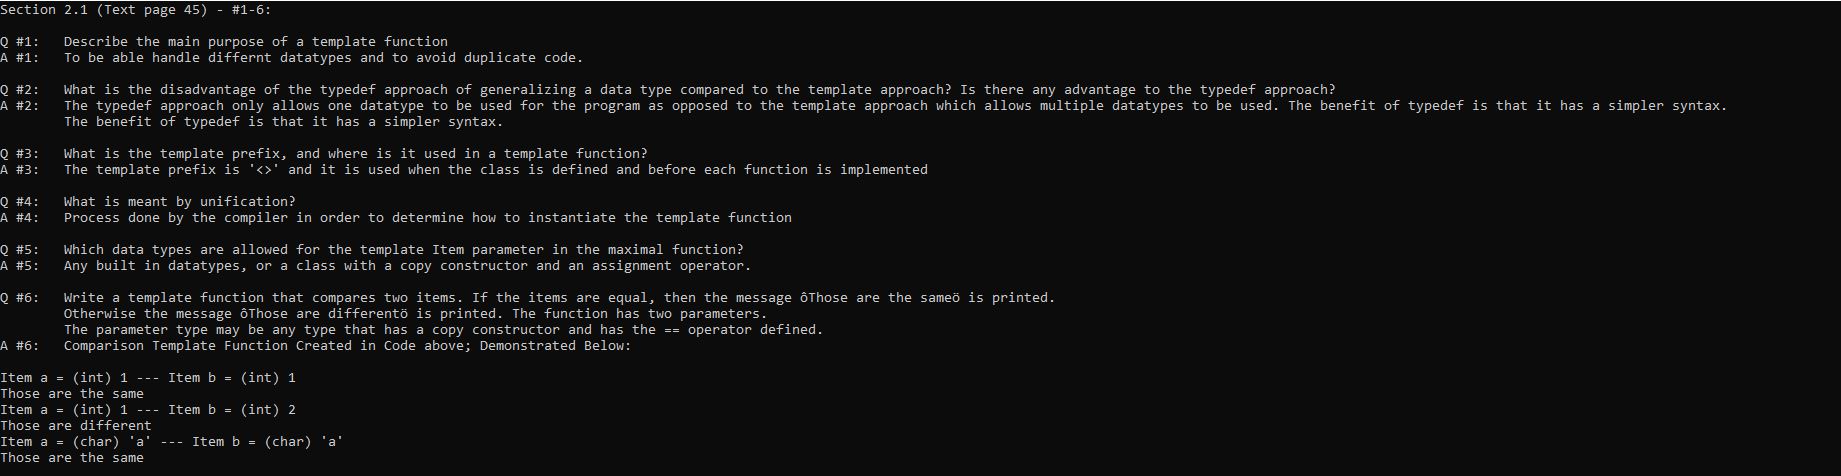 Section 2.1 (Text page 45) - #1-6:
Q #1: Describe the main purpose of a template function
A #1: To be able handle differnt datatypes and to avoid duplicate code.
Q #2: What is the disadvantage of the typedef approach of generalizing a data type compared to the template approach? Is there any advantage to the typedef approach?
A #2: The typedef approach only allows one datatype to be used for the program as opposed to the template approach which allows multiple datatypes to be used. The benefit of typedef is that it has a simpler syntax.
The benefit of typedef is that it has a simpler syntax.
Q #3: What is the template prefix, and where is it used in a template function?
A #3: The template prefix is '<>' and it is used when the class is defined and before each function is implemented
Q #4: What is meant by unification?
A #4: Process done by the compiler in order to determine how to instantiate the template function
Q #5: Which data types are allowed for the template Item parameter in the maximal function?
A #5: Any built in datatypes, or a class with a copy constructor and an assignment operator.
Q #6: Write a template function that compares two items. If the items are equal, then the message ôThose are the sameö is printed.
Otherwise the message ôThose are differentö is printed. The function has two parameters.
The parameter type may be any type that has a copy constructor and has the == operator defined.
A #6: Comparison Template Function Created in Code above; Demonstrated Below:
Item a = (int) 1 --- Item b = (int) 1
Those are the same
Item a = (int) 1 --- Item b = (int) 2
Those are different
Item a = (char) 'a' --- Item b = (char) 'a'
Those are the same